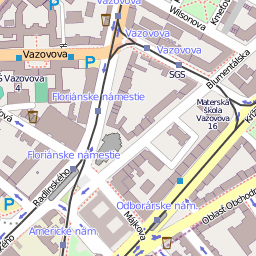 Vazovova
Wilsonova
Vazovova
Vazovova
P
SGS
Blumentálska
Vazovova
4
P
Floriánske námestie
Materská
škola
Vazovova
16
Floriánske námestie
Radlinského
Odborárske nám.
Májkova
Oblasť Obchodn
Americké nám.
P